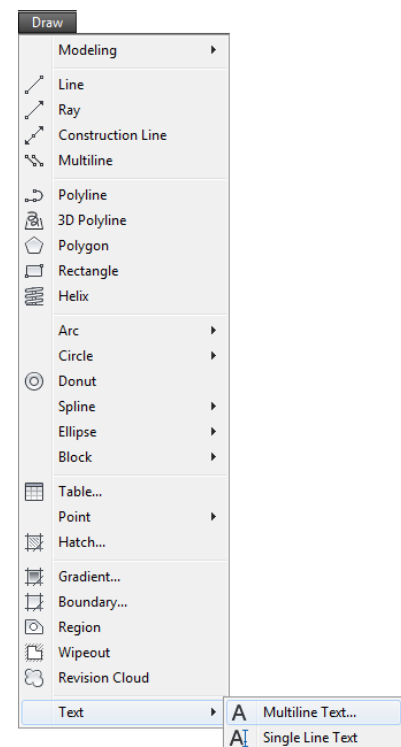 Draw
Modeling
Line
Ray
Construction Line
Multiline
Polyline
3D Polyline
Polygon
Rectangle
Helix
Arc
Circle
Donut
Spline
Ellipse
Block
Table...
Point
Hatch...
Gradient...
Boundary...
Region
Wipeout
Revision Cloud
Text
A Multiline Text...
A Single Line Text